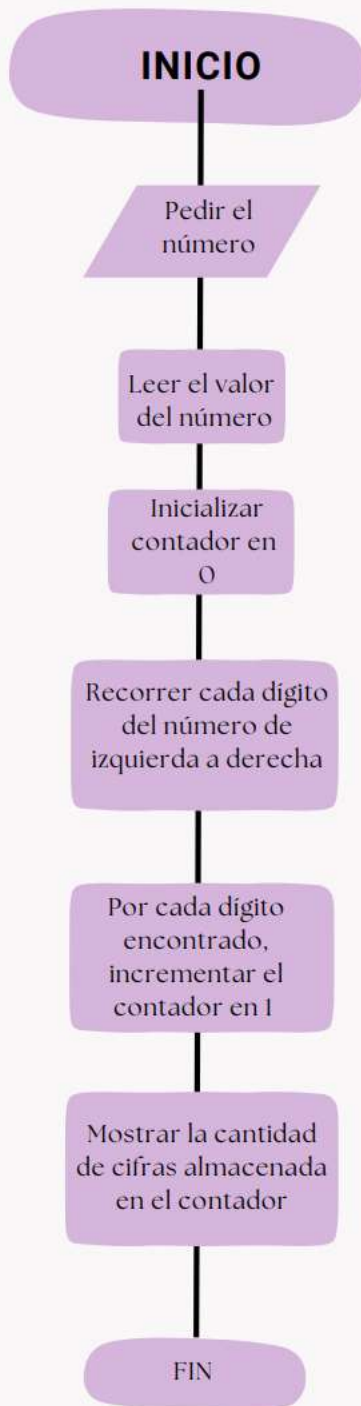 INICIO
Pedir el
número
Leer el valor
del número
Inicializar
contador en
0
Recorrer cada dígito
del número de
izquierda a derecha
Por cada dígito
encontrado,
incrementar el
contador en 1
Mostrar la cantidad
de cifras almacenada
en el contador
FIN